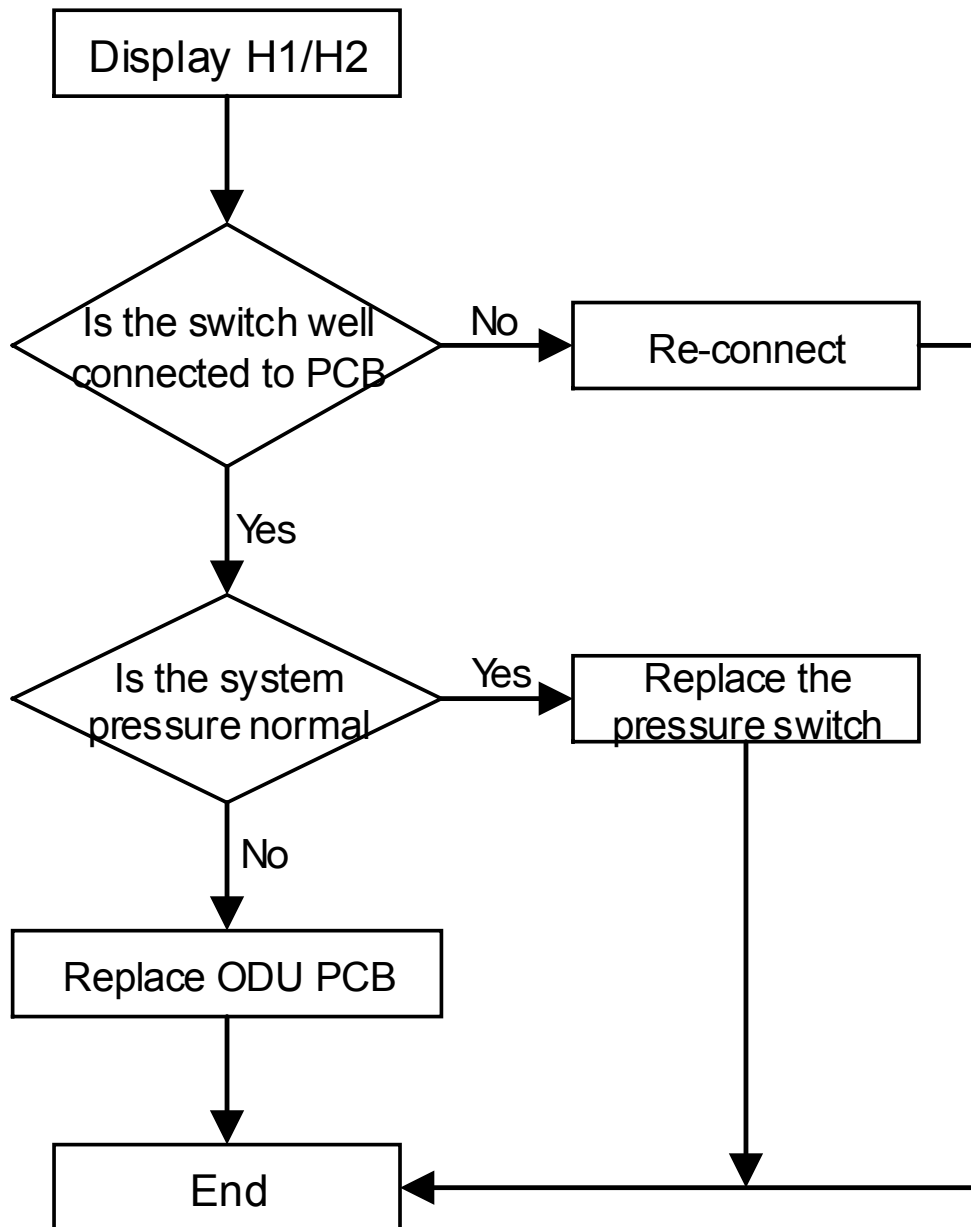 Display H1/H2
Is the switch well
connected to PCB
No
Re-connect
Yes
Is the system
pressure normal
Yes
Replace the
pressure switch
No
Replace ODU PCB
End